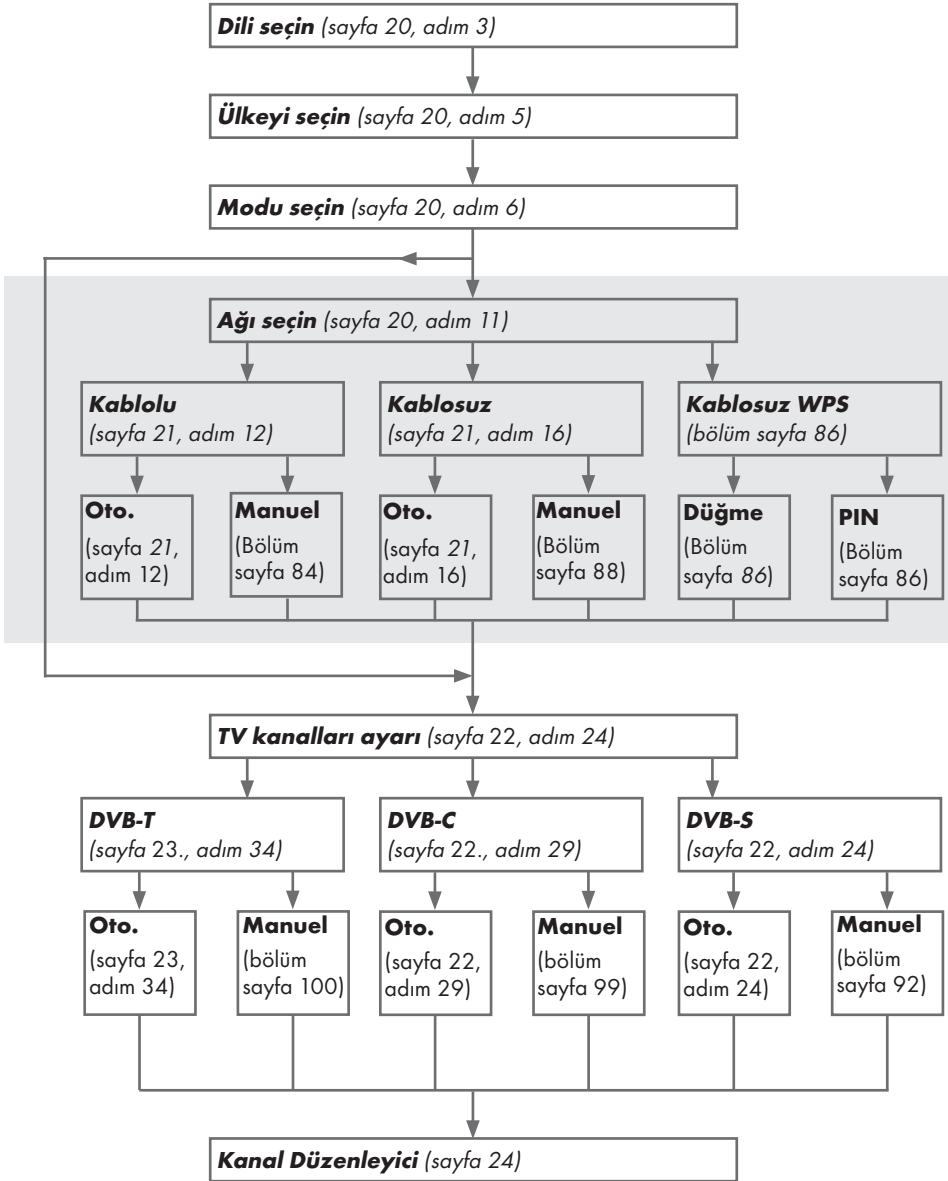 Dili seçin (sayfa 20, adım 3)
Ülkeyi seçin (sayfa 20, adım 5)
Modu seçin (sayfa 20, adım 6)
Ağı seçin (sayfa 20, adım 11)
Kablolu
(sayfa 21, adım 12)
Kablosuz
(sayfa 21, adım 16)
Kablosuz WPS
(bölüm sayfa 86)
Oto.
(sayfa 21,
adım 12)
Manuel
(Bölüm
sayfa 84)
Oto.
(sayfa 21,
adım 16)
Manuel
(Bölüm
sayfa 88)
Düğme
(Bölüm
sayfa 86)
PIN
(Bölüm
sayfa 86)
TV kanalları ayarı (sayfa 22, adım 24)
DVB-T
(sayfa 23., adım 34)
DVB-C
(sayfa 22., adım 29)
DVB-S
(sayfa 22, adım 24)
Oto.
(sayfa 23,
adım 34)
Manuel
(bölüm
sayfa 100)
Oto.
(sayfa 22,
adım 29)
Manuel
(bölüm
sayfa 99)
Oto.
(sayfa 22,
adım 24)
Manuel
(bölüm
sayfa 92)
Kanal Düzenleyici (sayfa 24)